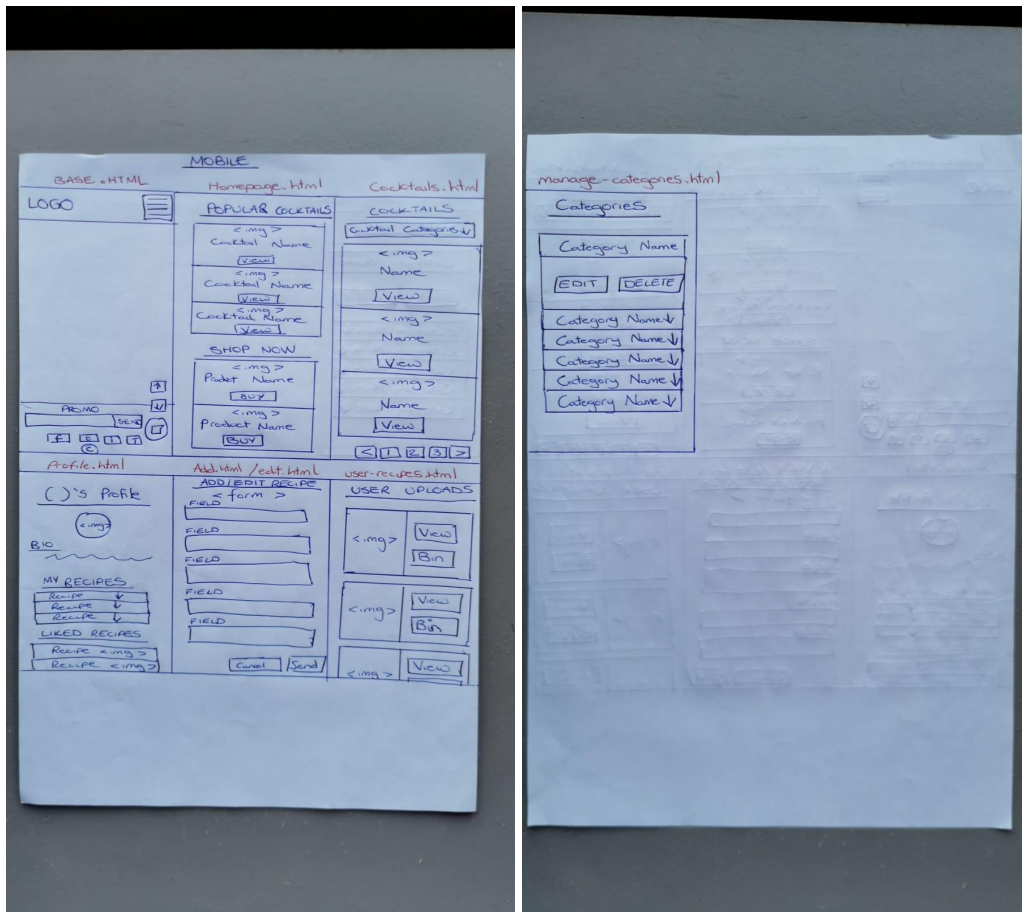 MOBILE
BASE.HTML
LOGO
PROMO
SEND
Homepage.html
POPULAR COCKTAILS
<img>
Cocktail Name
View
<img>
Cocktail Name
View
<img>
Cocktail Name
View
SHOP NOW
<img>
Product Name
BUY
<img>
Product Name
BUY
Cocktails.html
COCKTAILS
Cocktail Categories ↓
<img>
Name
View
<img>
Name
View
<img>
Name
View
< 1 2 3 >
Profile.html
( )'s Profile
<img>
BIO
MY RECIPES
Recipe ↓
Recipe ↓
Recipe ↓
LIKED RECIPES
Recipe <img>
Recipe <img>
Add.html / edit.html
ADD/EDIT RECIPE
< form >
FIELD
FIELD
FIELD
FIELD
FIELD
Cancel Send
user-recipes.html
USER UPLOADS
<img> View
Bin
<img> View
Bin
<img> View
manage-categories.html
Categories
Category Name
EDIT DELETE
Category Name ↓
Category Name ↓
Category Name ↓
Category Name ↓
Category Name ↓